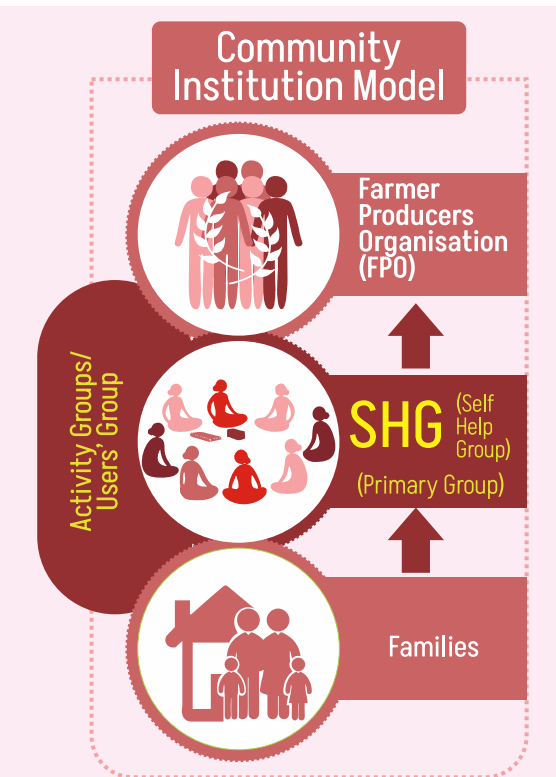 Community
Institution Model
Farmer
Producers
Organisation
(FPO)
Activity Groups/
Users' Group
SHG
(Self
Help
Group)
(Primary Group)
Families